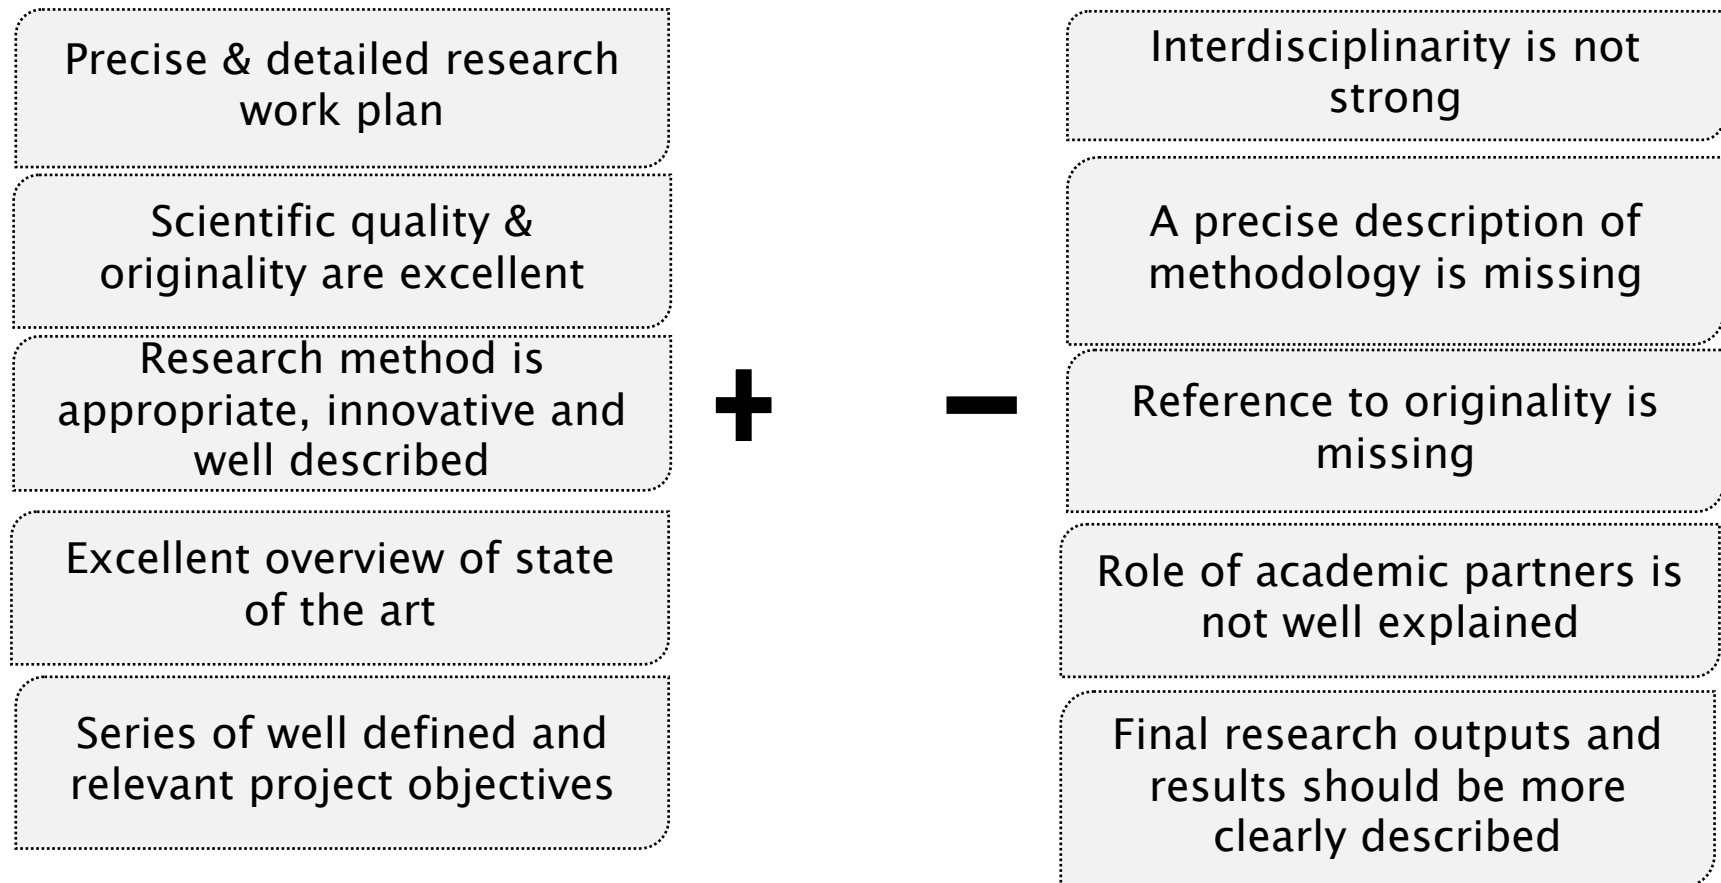 Precise & detailed research
work plan
Scientific quality &
originality are excellent
Research method is
appropriate, innovative and
well described
Excellent overview of state
of the art
Series of well defined and
relevant project objectives
+
−
Interdisciplinarity is not
strong
A precise description of
methodology is missing
Reference to originality is
missing
Role of academic partners is
not well explained
Final research outputs and
results should be more
clearly described